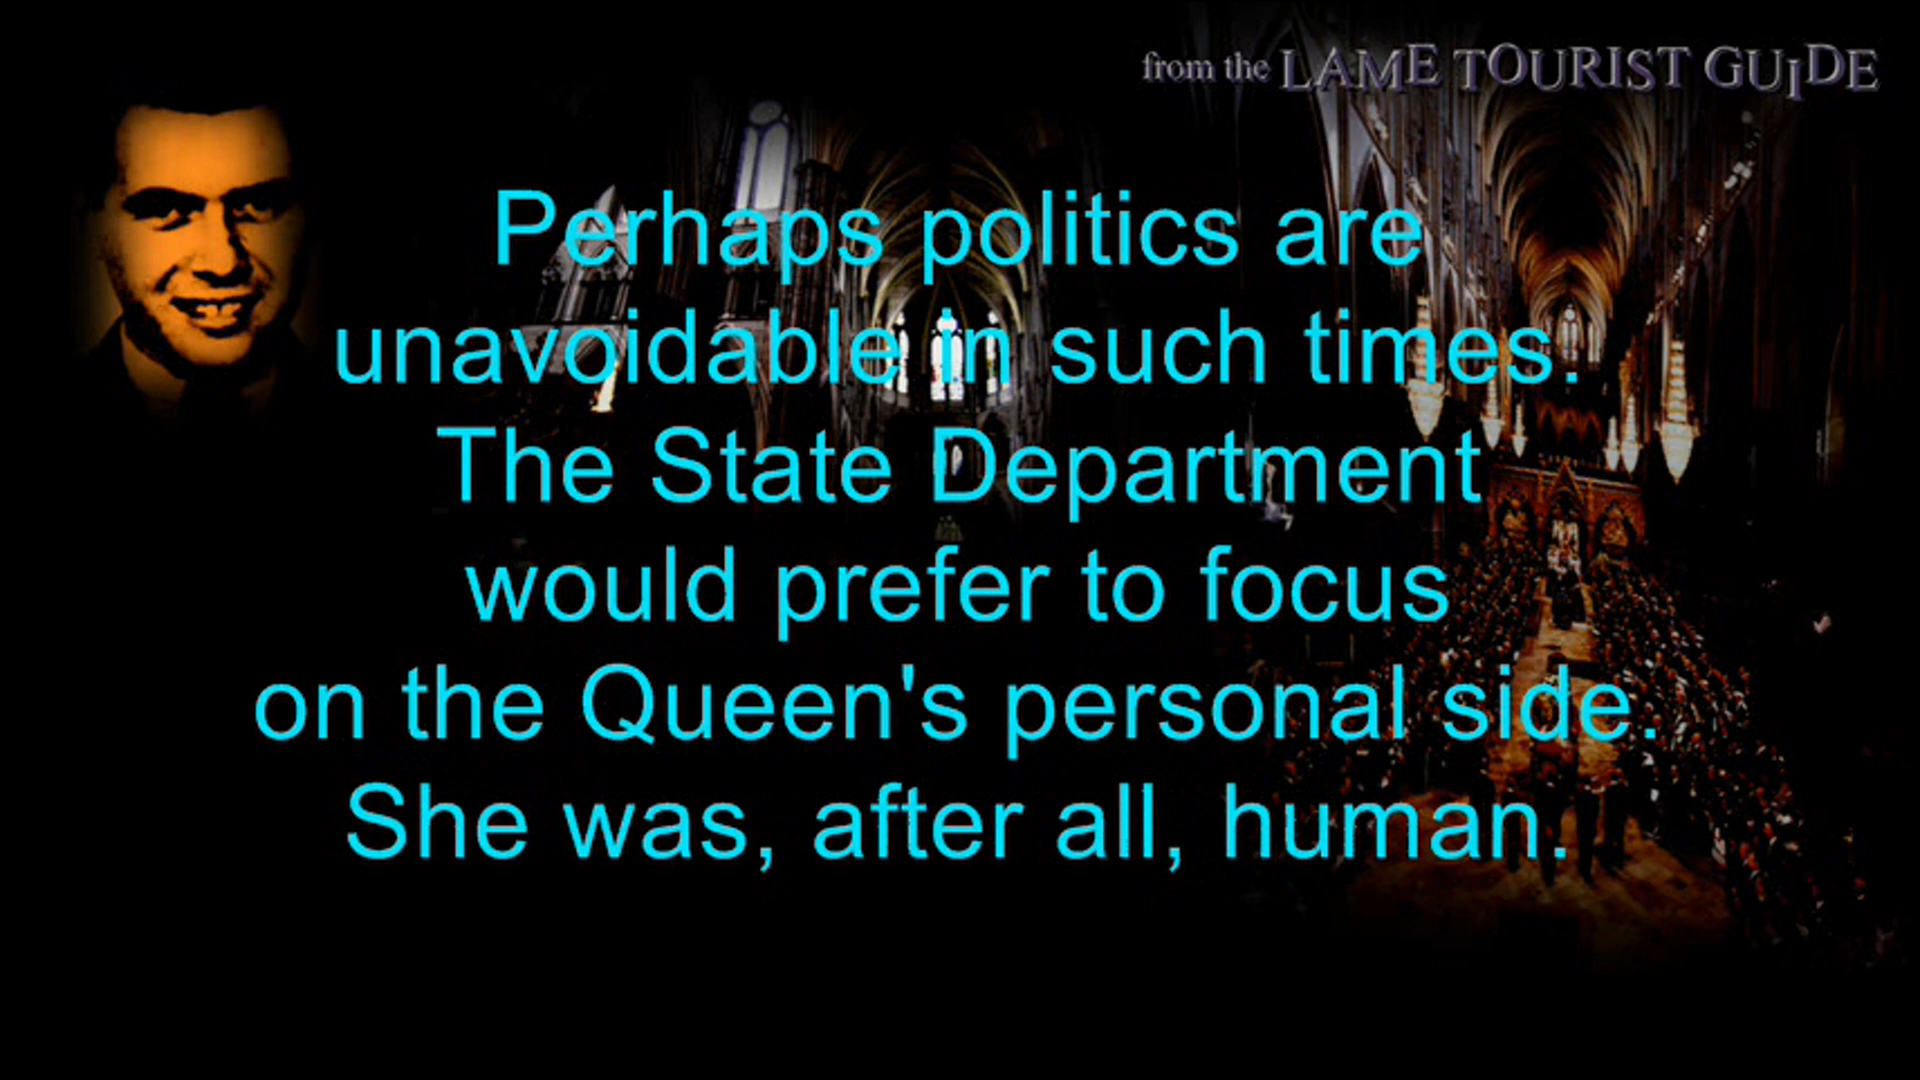 from the LAME TOURIST GUIDE
Perhaps politics are
unavoidable in such times.
The State Department
would prefer to focus
on the Queen's personal side.
She was, after all, human.